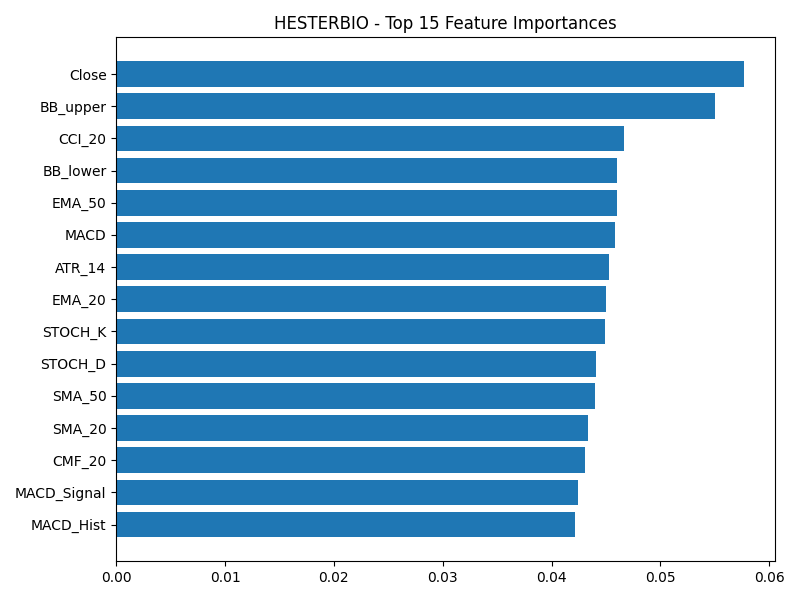 HESTERBIO - Top 15 Feature Importances
Close
BB_upper
CCI_20
BB_lower
EMA_50
MACD
ATR_14
EMA_20
STOCH_K
STOCH_D
SMA_50
SMA_20
CMF_20
MACD_Signal
MACD_Hist
0.00 0.01 0.02 0.03 0.04 0.05 0.06